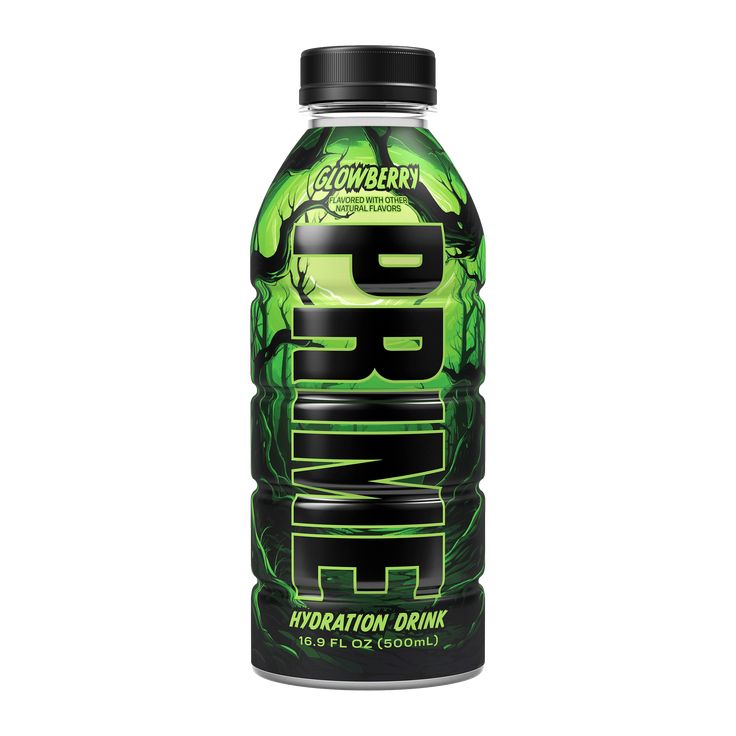 GLOWBERRY
FLAVORED WITH OTHER
NATURAL FLAVORS
PRIME
HYDRATION DRINK
16.9 FL OZ (500mL)